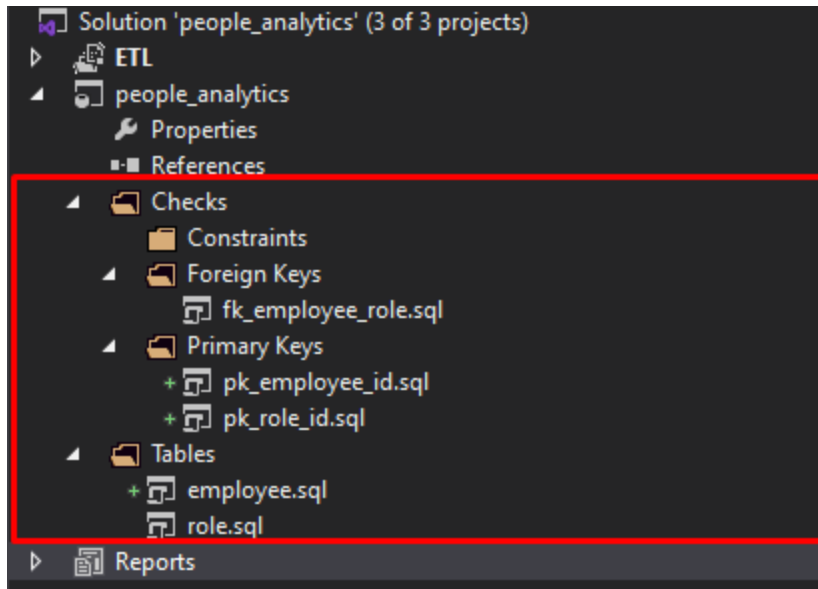 Solution 'people_analytics' (3 of 3 projects)
ETL
people_analytics
Properties
References
Checks
Constraints
Foreign Keys
fk_employee_role.sql
Primary Keys
+ pk_employee_id.sql
+ pk_role_id.sql
Tables
+ employee.sql
role.sql
Reports